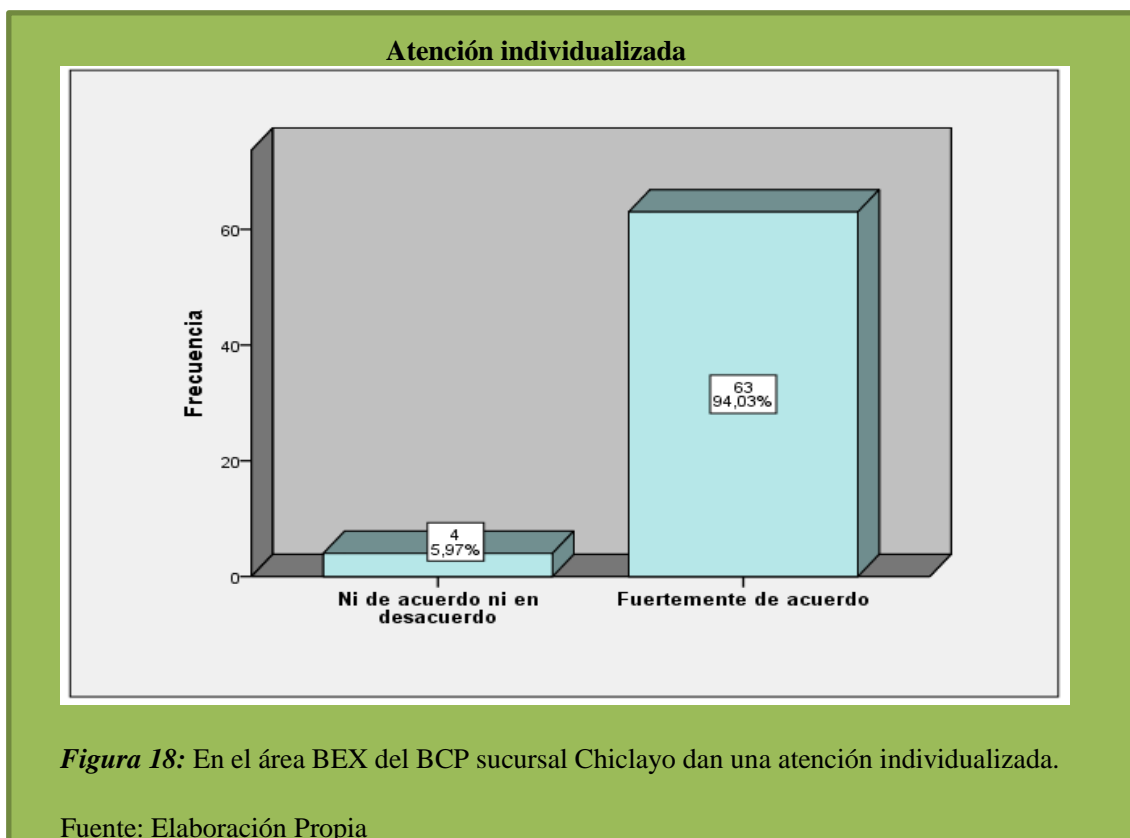 Atención individualizada
Frecuencia
60
40
20
0
4
5,97%
63
94,03%
Ni de acuerdo ni en
desacuerdo
Fuertemente de acuerdo
Figura 18: En el área BEX del BCP sucursal Chiclayo dan una atención individualizada.
Fuente: Elaboración Propia